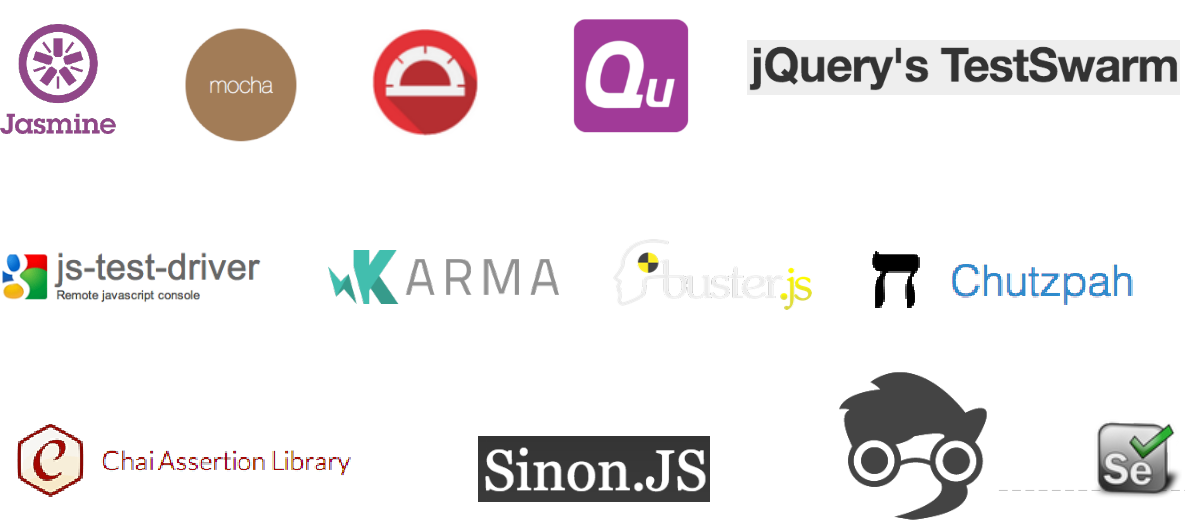 Jasmine
mocha
Qu
jQuery's TestSwarm
js-test-driver
Remote javascript console
KARMA
buster.js
ח
Chutzpah
C
Chai Assertion Library
Sinon.JS
Se